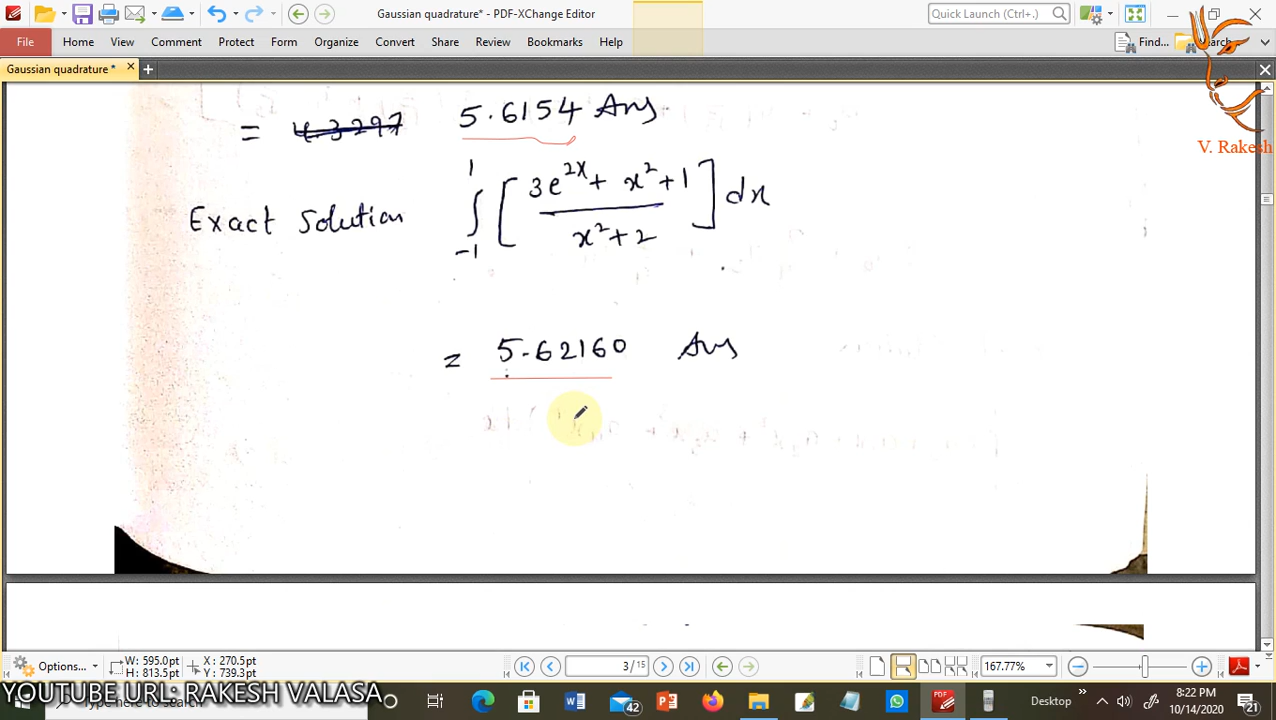 Gaussian quadrature* - PDF-XChange Editor
Quick Launch (Ctrl+.)
File Home View Comment Protect Form Organize Convert Share Review Bookmarks Help
Find...
Gaussian quadrature *
V. Rakesh
= 4.3297 5.6154 Ans
Exact Solution ∫₋₁¹ [ (3e^{2x} + x² + 1) / (x² + 2) ] dx
= 5.62160 Ans
Options...
W: 595.0pt
H: 813.5pt
X: 270.5pt
Y: 739.3pt
3 / 15
167.77%
YOUTUBE URL: RAKESH VALASA
42
Desktop
8:22 PM
10/14/2020
21